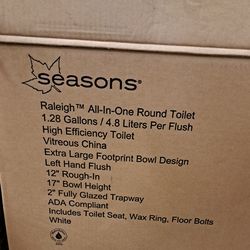 seasons®
Raleigh™ All-In-One Round Toilet
1.28 Gallons / 4.8 Liters Per Flush
High Efficiency Toilet
Vitreous China
Extra Large Footprint Bowl Design
Left Hand Flush
12" Rough-In
17" Bowl Height
2" Fully Glazed Trapway
ADA Compliant
Includes Toilet Seat, Wax Ring, Floor Bolts
White